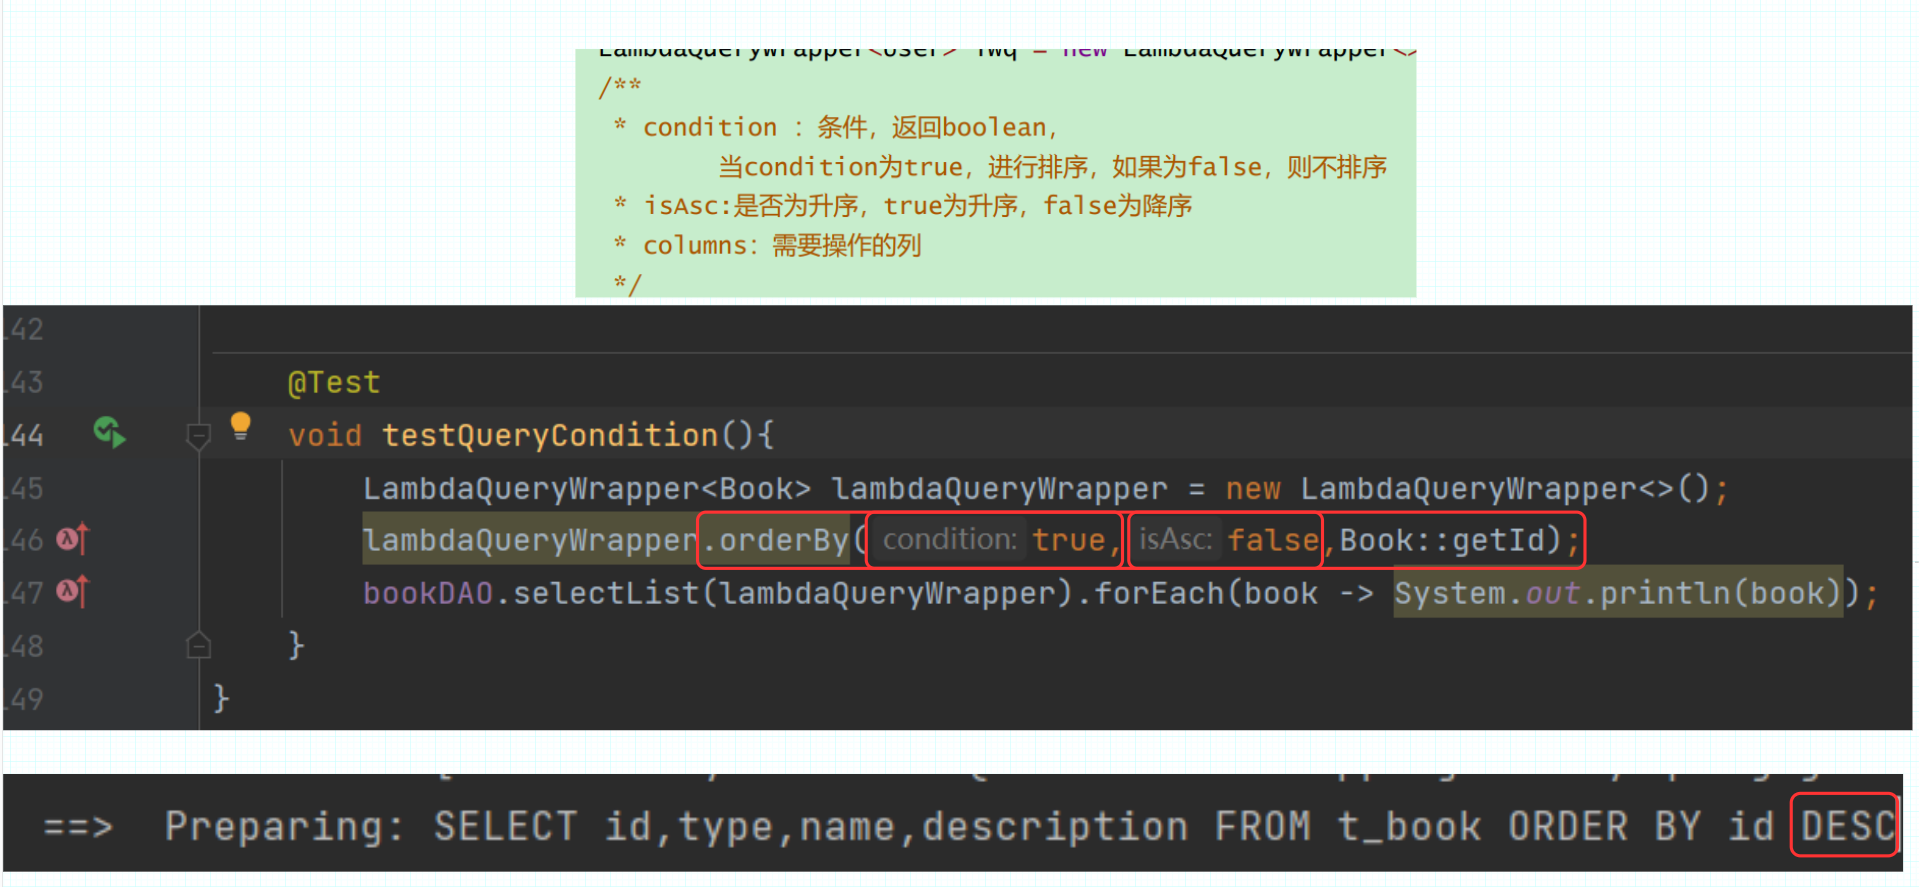 LambdaQueryWrapper<User> lwq = new LambdaQueryWrapper<>
/**
* condition ：条件，返回boolean，
当condition为true，进行排序，如果为false，则不排序
* isAsc:是否为升序，true为升序，false为降序
* columns：需要操作的列
*/
142
143 @Test
144 void testQueryCondition(){
145 LambdaQueryWrapper<Book> lambdaQueryWrapper = new LambdaQueryWrapper<>();
146 lambdaQueryWrapper.orderBy( condition: true, isAsc: false,Book::getId);
147 bookDAO.selectList(lambdaQueryWrapper).forEach(book -> System.out.println(book));
148 }
149 }
==> Preparing: SELECT id,type,name,description FROM t_book ORDER BY id DESC